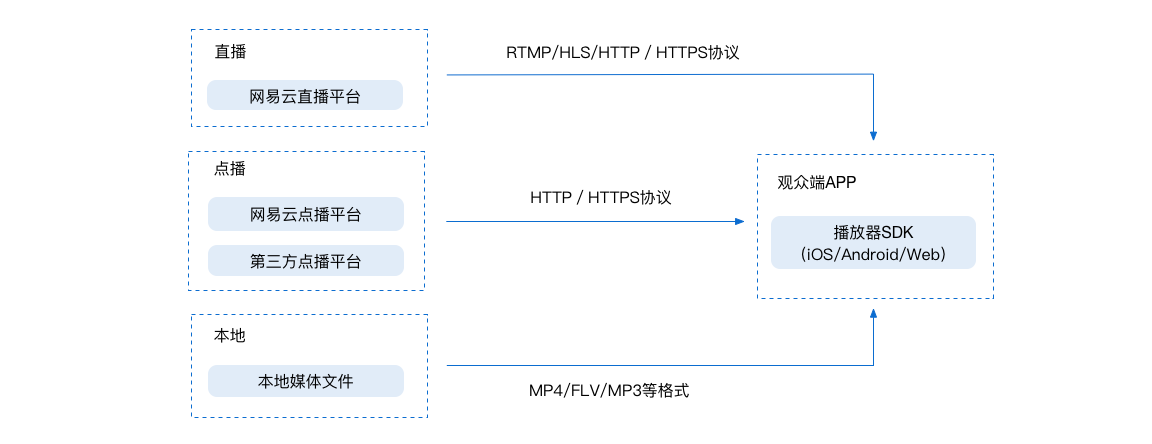 直播
网易云直播平台
RTMP/HLS/HTTP / HTTPS协议
点播
网易云点播平台
第三方点播平台
HTTP / HTTPS协议
观众端APP
播放器SDK
（iOS/Android/Web）
本地
本地媒体文件
MP4/FLV/MP3等格式